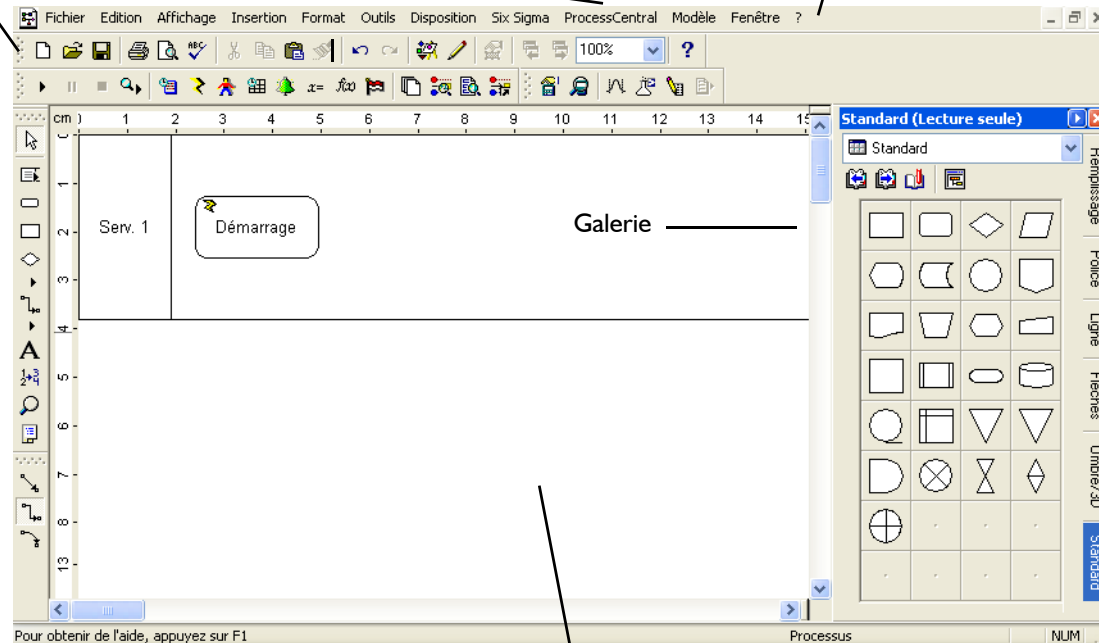 Fichier Edition Affichage Insertion Format Outils Disposition Six Sigma ProcessCentral Modèle Fenêtre ?
ABC 100% ?
x= f(x)
cm 1 2 3 4 5 6 7 8 9 10 11 12 13 14 15
0
1
2
3
4
5
6
7
8
13
A
Serv. 1
Démarrage
Galerie
Standard (Lecture seule)
Standard
Remplissage
Police
Ligne
Flèches
Ombre/3D
Standard
Pour obtenir de l'aide, appuyez sur F1 Processus NUM